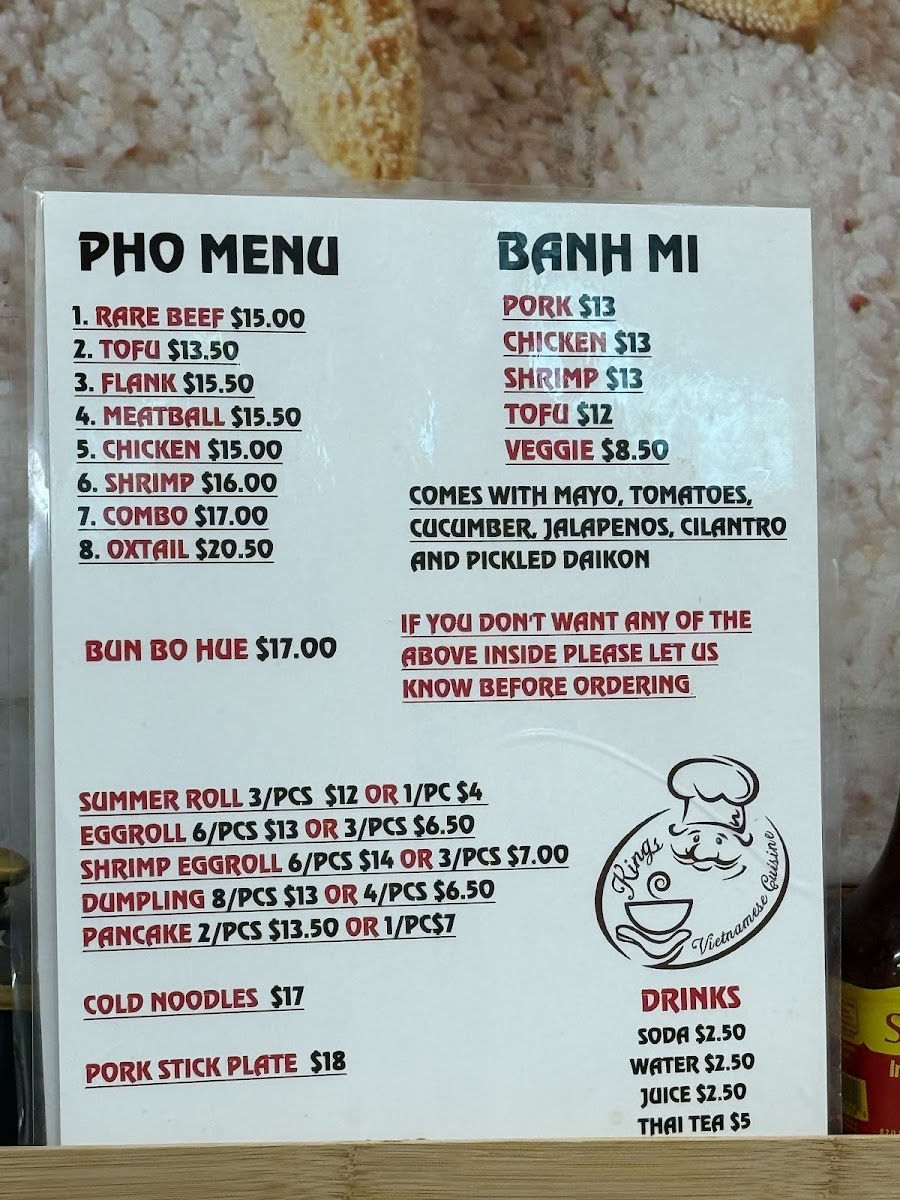 PHO MENU
1. RARE BEEF $15.00
2. TOFU $13.50
3. FLANK $15.50
4. MEATBALL $15.50
5. CHICKEN $15.00
6. SHRIMP $16.00
7. COMBO $17.00
8. OXTAIL $20.50
BUN BO HUE $17.00
BANH MI
PORK $13
CHICKEN $13
SHRIMP $13
TOFU $12
VEGGIE $8.50
COMES WITH MAYO, TOMATOES,
CUCUMBER, JALAPENOS, CILANTRO
AND PICKLED DAIKON
IF YOU DON'T WANT ANY OF THE
ABOVE INSIDE PLEASE LET US
KNOW BEFORE ORDERING
SUMMER ROLL 3/PCS $12 OR 1/PC $4
EGGROLL 6/PCS $13 OR 3/PCS $6.50
SHRIMP EGGROLL 6/PCS $14 OR 3/PCS $7.00
DUMPLING 8/PCS $13 OR 4/PCS $6.50
PANCAKE 2/PCS $13.50 OR 1/PC$7
COLD NOODLES $17
PORK STICK PLATE $18
Kings
Vietnamese Cuisine
DRINKS
SODA $2.50
WATER $2.50
JUICE $2.50
THAI TEA $5